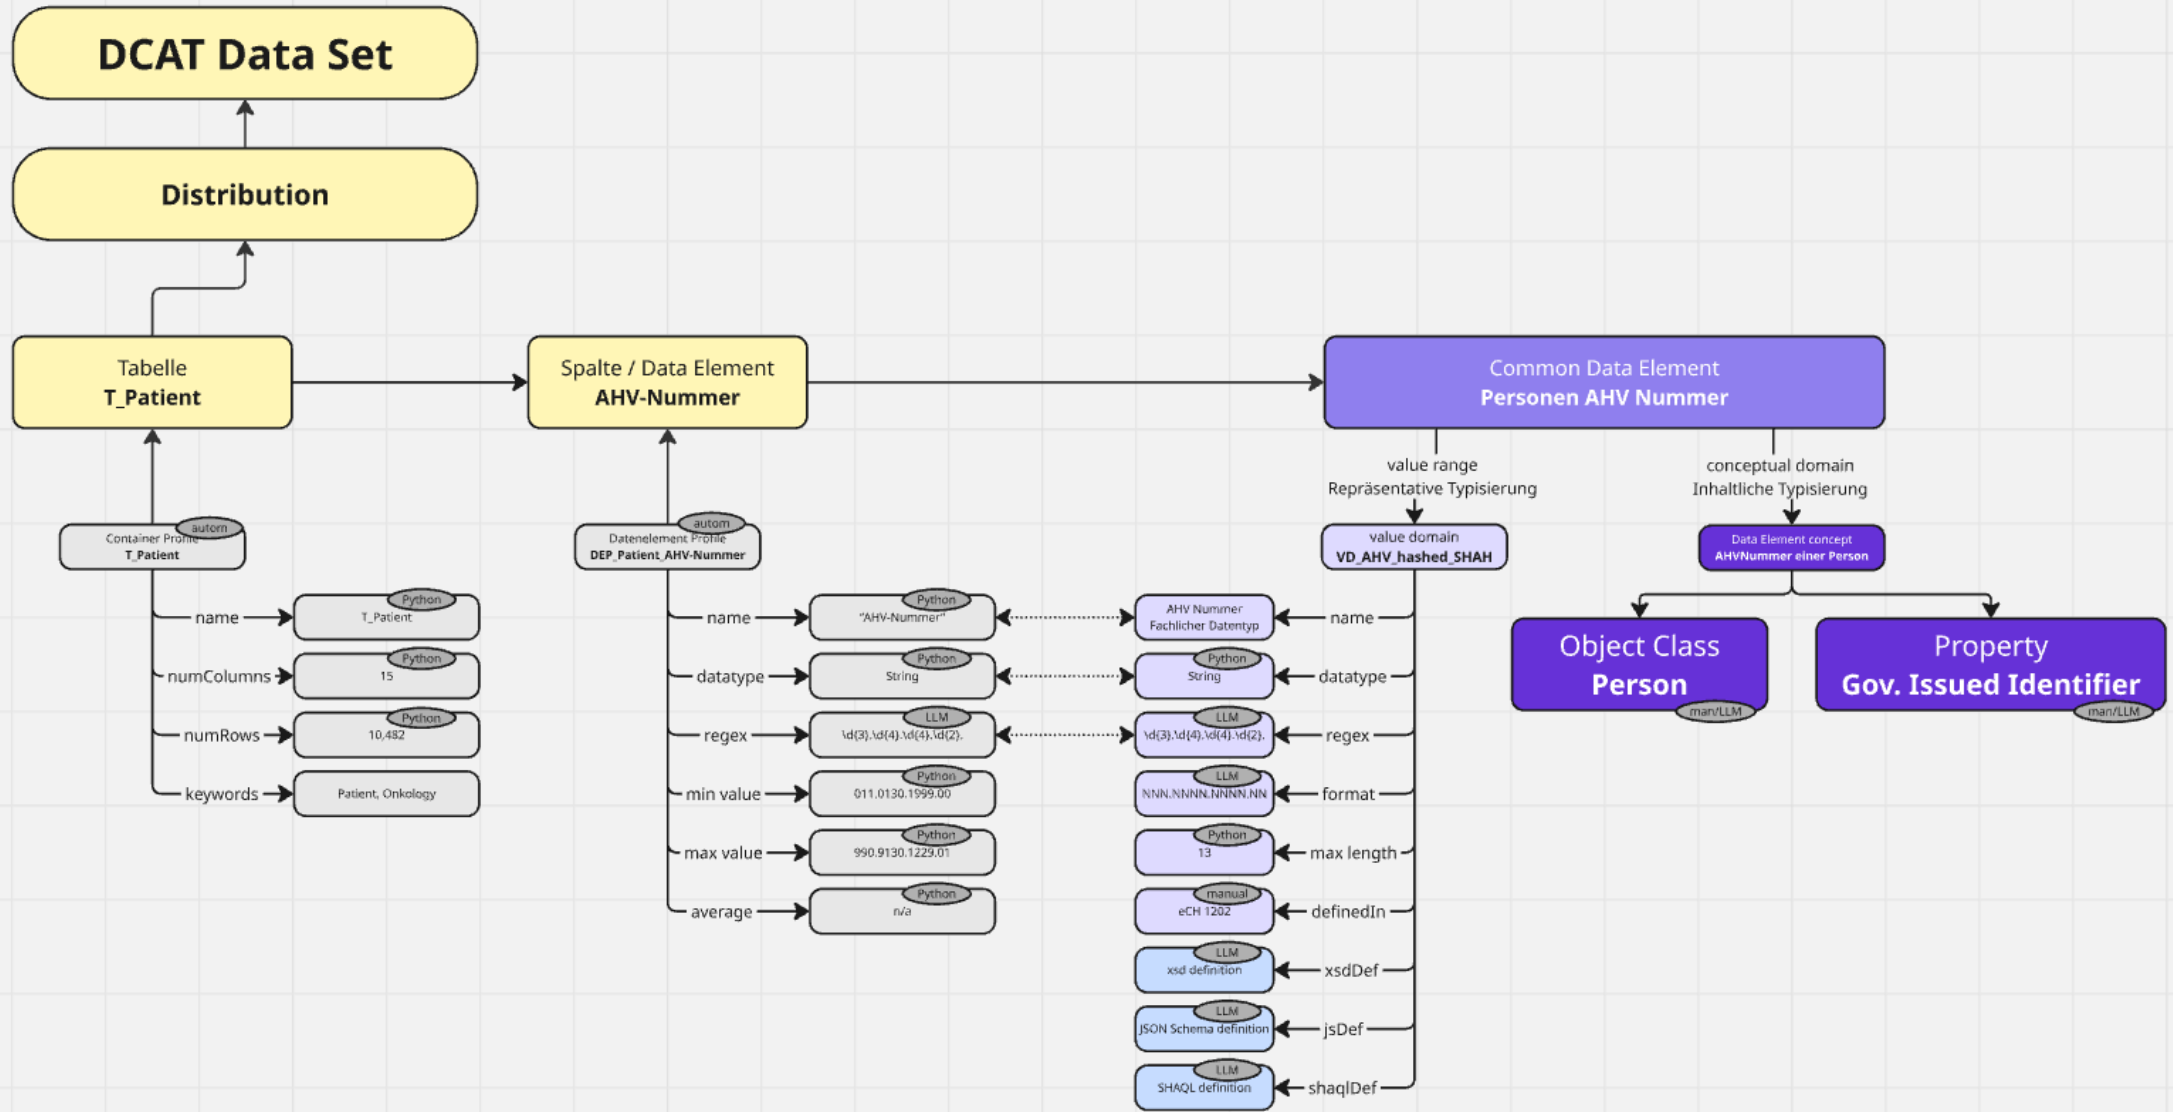 DCAT Data Set
Distribution
Tabelle
T_Patient
Spalte / Data Element
AHV-Nummer
Common Data Element
Personen AHV Nummer
value range
Repräsentative Typisierung
conceptual domain
Inhaltliche Typisierung
autom
Container Profile
T_Patient
autom
Datenelement Profile
DEP_Patient_AHV-Nummer
value domain
VD_AHV_hashed_SHAH
Data Element concept
AHVNummer einer Person
name
Python
T_Patient
numColumns
Python
15
numRows
Python
10,482
keywords
Patient, Onkology
name
Python
"AHV-Nummer"
datatype
Python
String
regex
LLM
\d{3}.\d{4}.\d{4}.\d{2}.
min value
Python
011.0130.1999.00
max value
Python
990.9130.1229.01
average
Python
n/a
AHV Nummer
Fachlicher Datentyp
name
Python
String
datatype
LLM
\d{3}.\d{4}.\d{4}.\d{2}.
regex
LLM
NNN.NNNN.NNNN.NN
format
Python
13
max length
manual
eCH 1202
definedIn
LLM
xsd definition
xsdDef
LLM
JSON Schema definition
jsDef
LLM
SHAQL definition
shaqlDef
Object Class
Person
man/LLM
Property
Gov. Issued Identifier
man/LLM